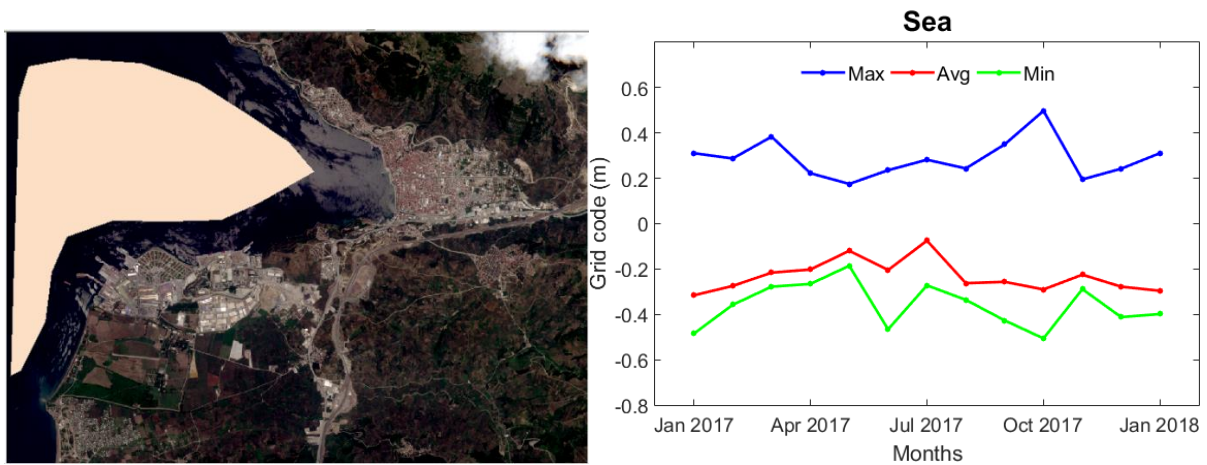 Sea
Max Avg Min
Grid code (m)
0.6
0.4
0.2
0
-0.2
-0.4
-0.6
-0.8
Jan 2017 Apr 2017 Jul 2017 Oct 2017 Jan 2018
Months